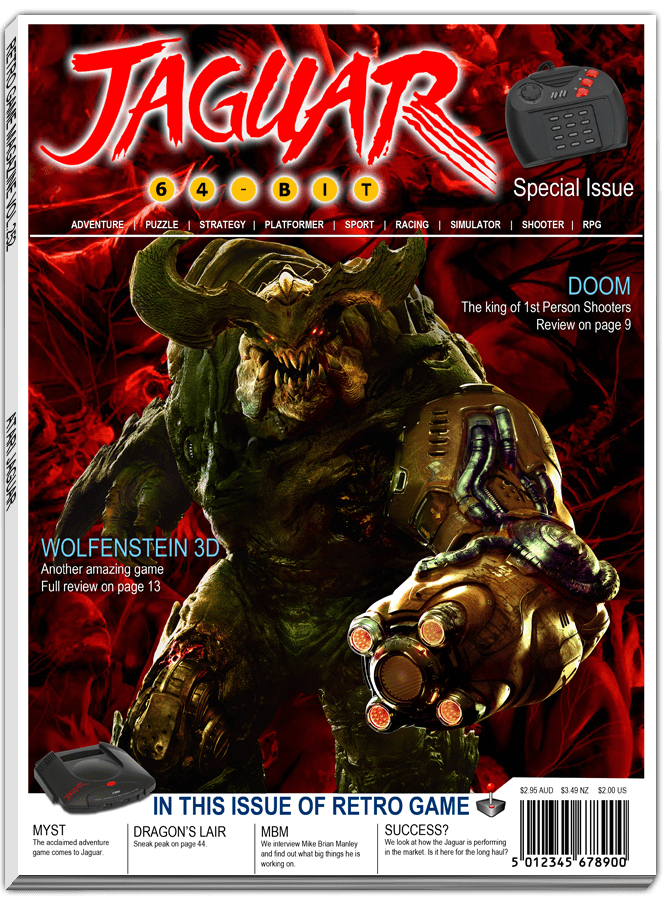 JAGUAR
64-BIT
Special Issue
ADVENTURE | PUZZLE | STRATEGY | PLATFORMER | SPORT | RACING | SIMULATOR | SHOOTER | RPG
DOOM
The king of 1st Person Shooters
Review on page 9
WOLFENSTEIN 3D
Another amazing game
Full review on page 13
IN THIS ISSUE OF RETRO GAME
$2.95 AUD $3.49 NZ $2.00 US
MYST
The acclaimed adventure
game comes to Jaguar.
DRAGON'S LAIR
Sneak peak on page 44.
MBM
We interview Mike Brian Manley
and find out what big things he is
working on.
SUCCESS?
We look at how the Jaguar is performing
in the market. Is it here for the long haul?
5 012345 678900
RETRO GAME MAGAZINE